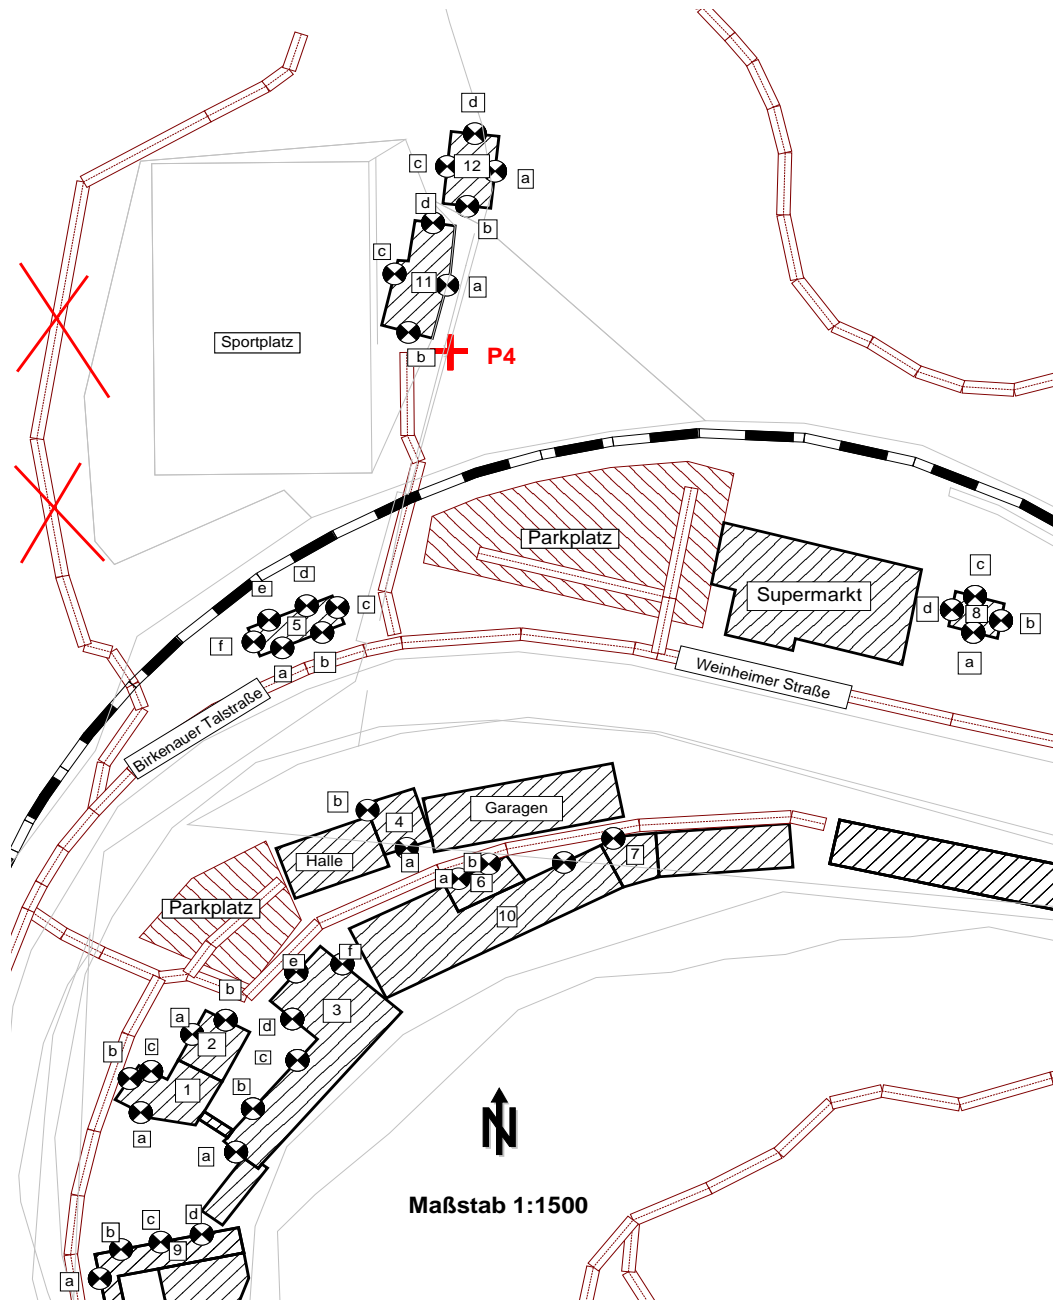 d
c
12
a
d
b
c
11
a
Sportplatz
b
P4
Parkplatz
d
e
c
c
5
Supermarkt
d
8
b
f
b
a
a
Weinheimer Straße
Birkenauer Talstraße
b
4
Garagen
a
Halle
b
7
a
6
Parkplatz
10
f
e
b
3
a
d
2
c
b
c
1
b
a
a
N
Maßstab 1:1500
d
c
b
9
a